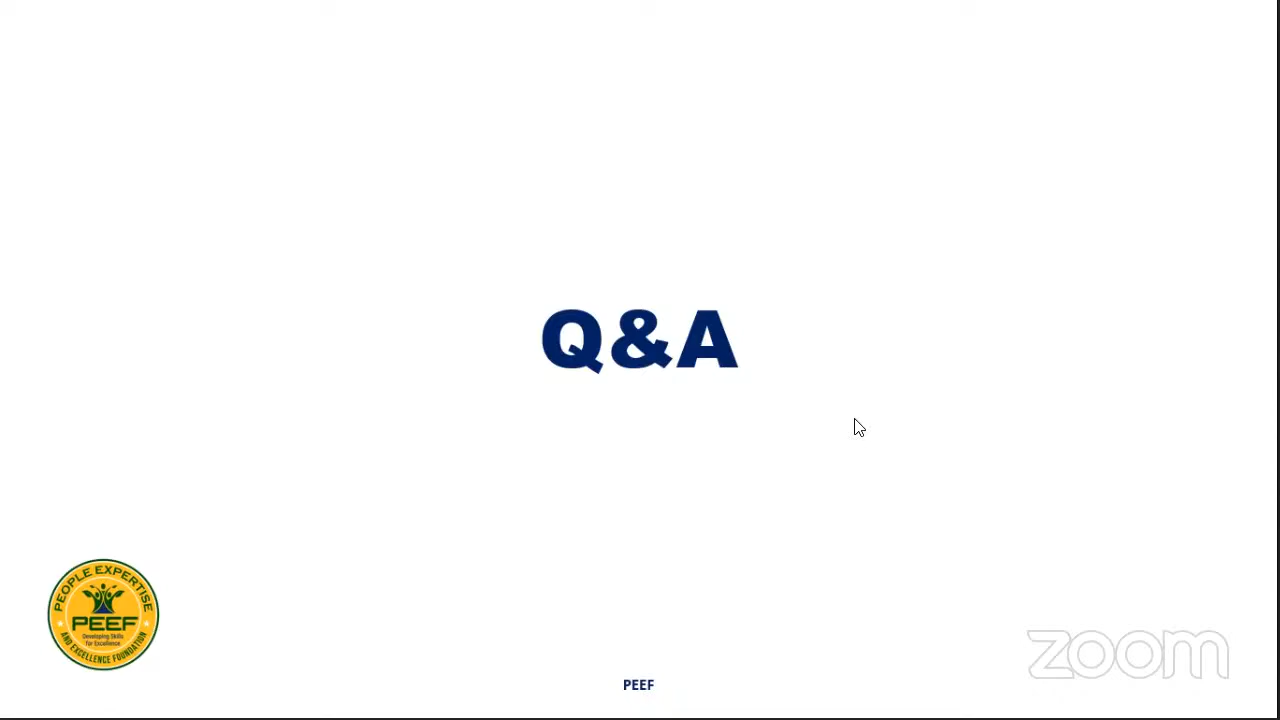 Q&A
PEOPLE EXPERTISE
PEEF
Developing Skills
for Excellence
AND EXCELLENCE FOUNDATION
zoom
PEEF